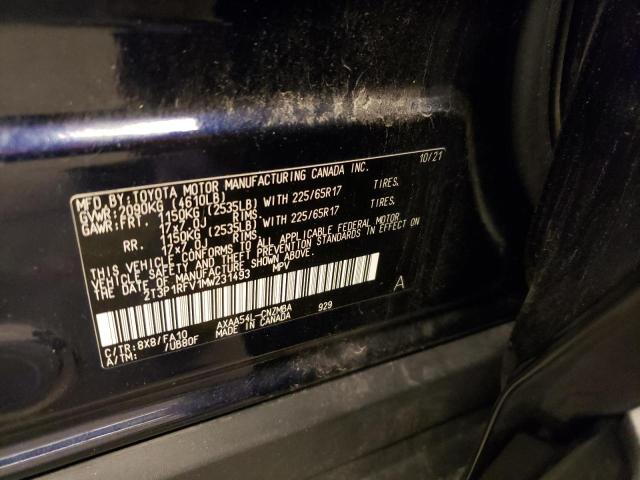 MFD.BY:TOYOTA MOTOR MANUFACTURING CANADA INC. 10/21
GVWR:2090KG (4610LB)
GAWR:FRT. 1150KG (2535LB) WITH 225/65R17 TIRES.
17x7.0J RIMS.
RR. 1150KG (2535LB) WITH 225/65R17 TIRES.
17x7.0J RIMS.
THIS VEHICLE CONFORMS TO ALL APPLICABLE FEDERAL MOTOR
VEHICLE SAFETY AND THEFT PREVENTION STANDARDS IN EFFECT ON
THE DATE OF MANUFACTURE SHOWN ABOVE.
2T3P1RFV1MW231493 MPV
A
C/TR:8X8/FA10 AXAA54L-CNZMBA 929
A/TM: /UB80F MADE IN CANADA